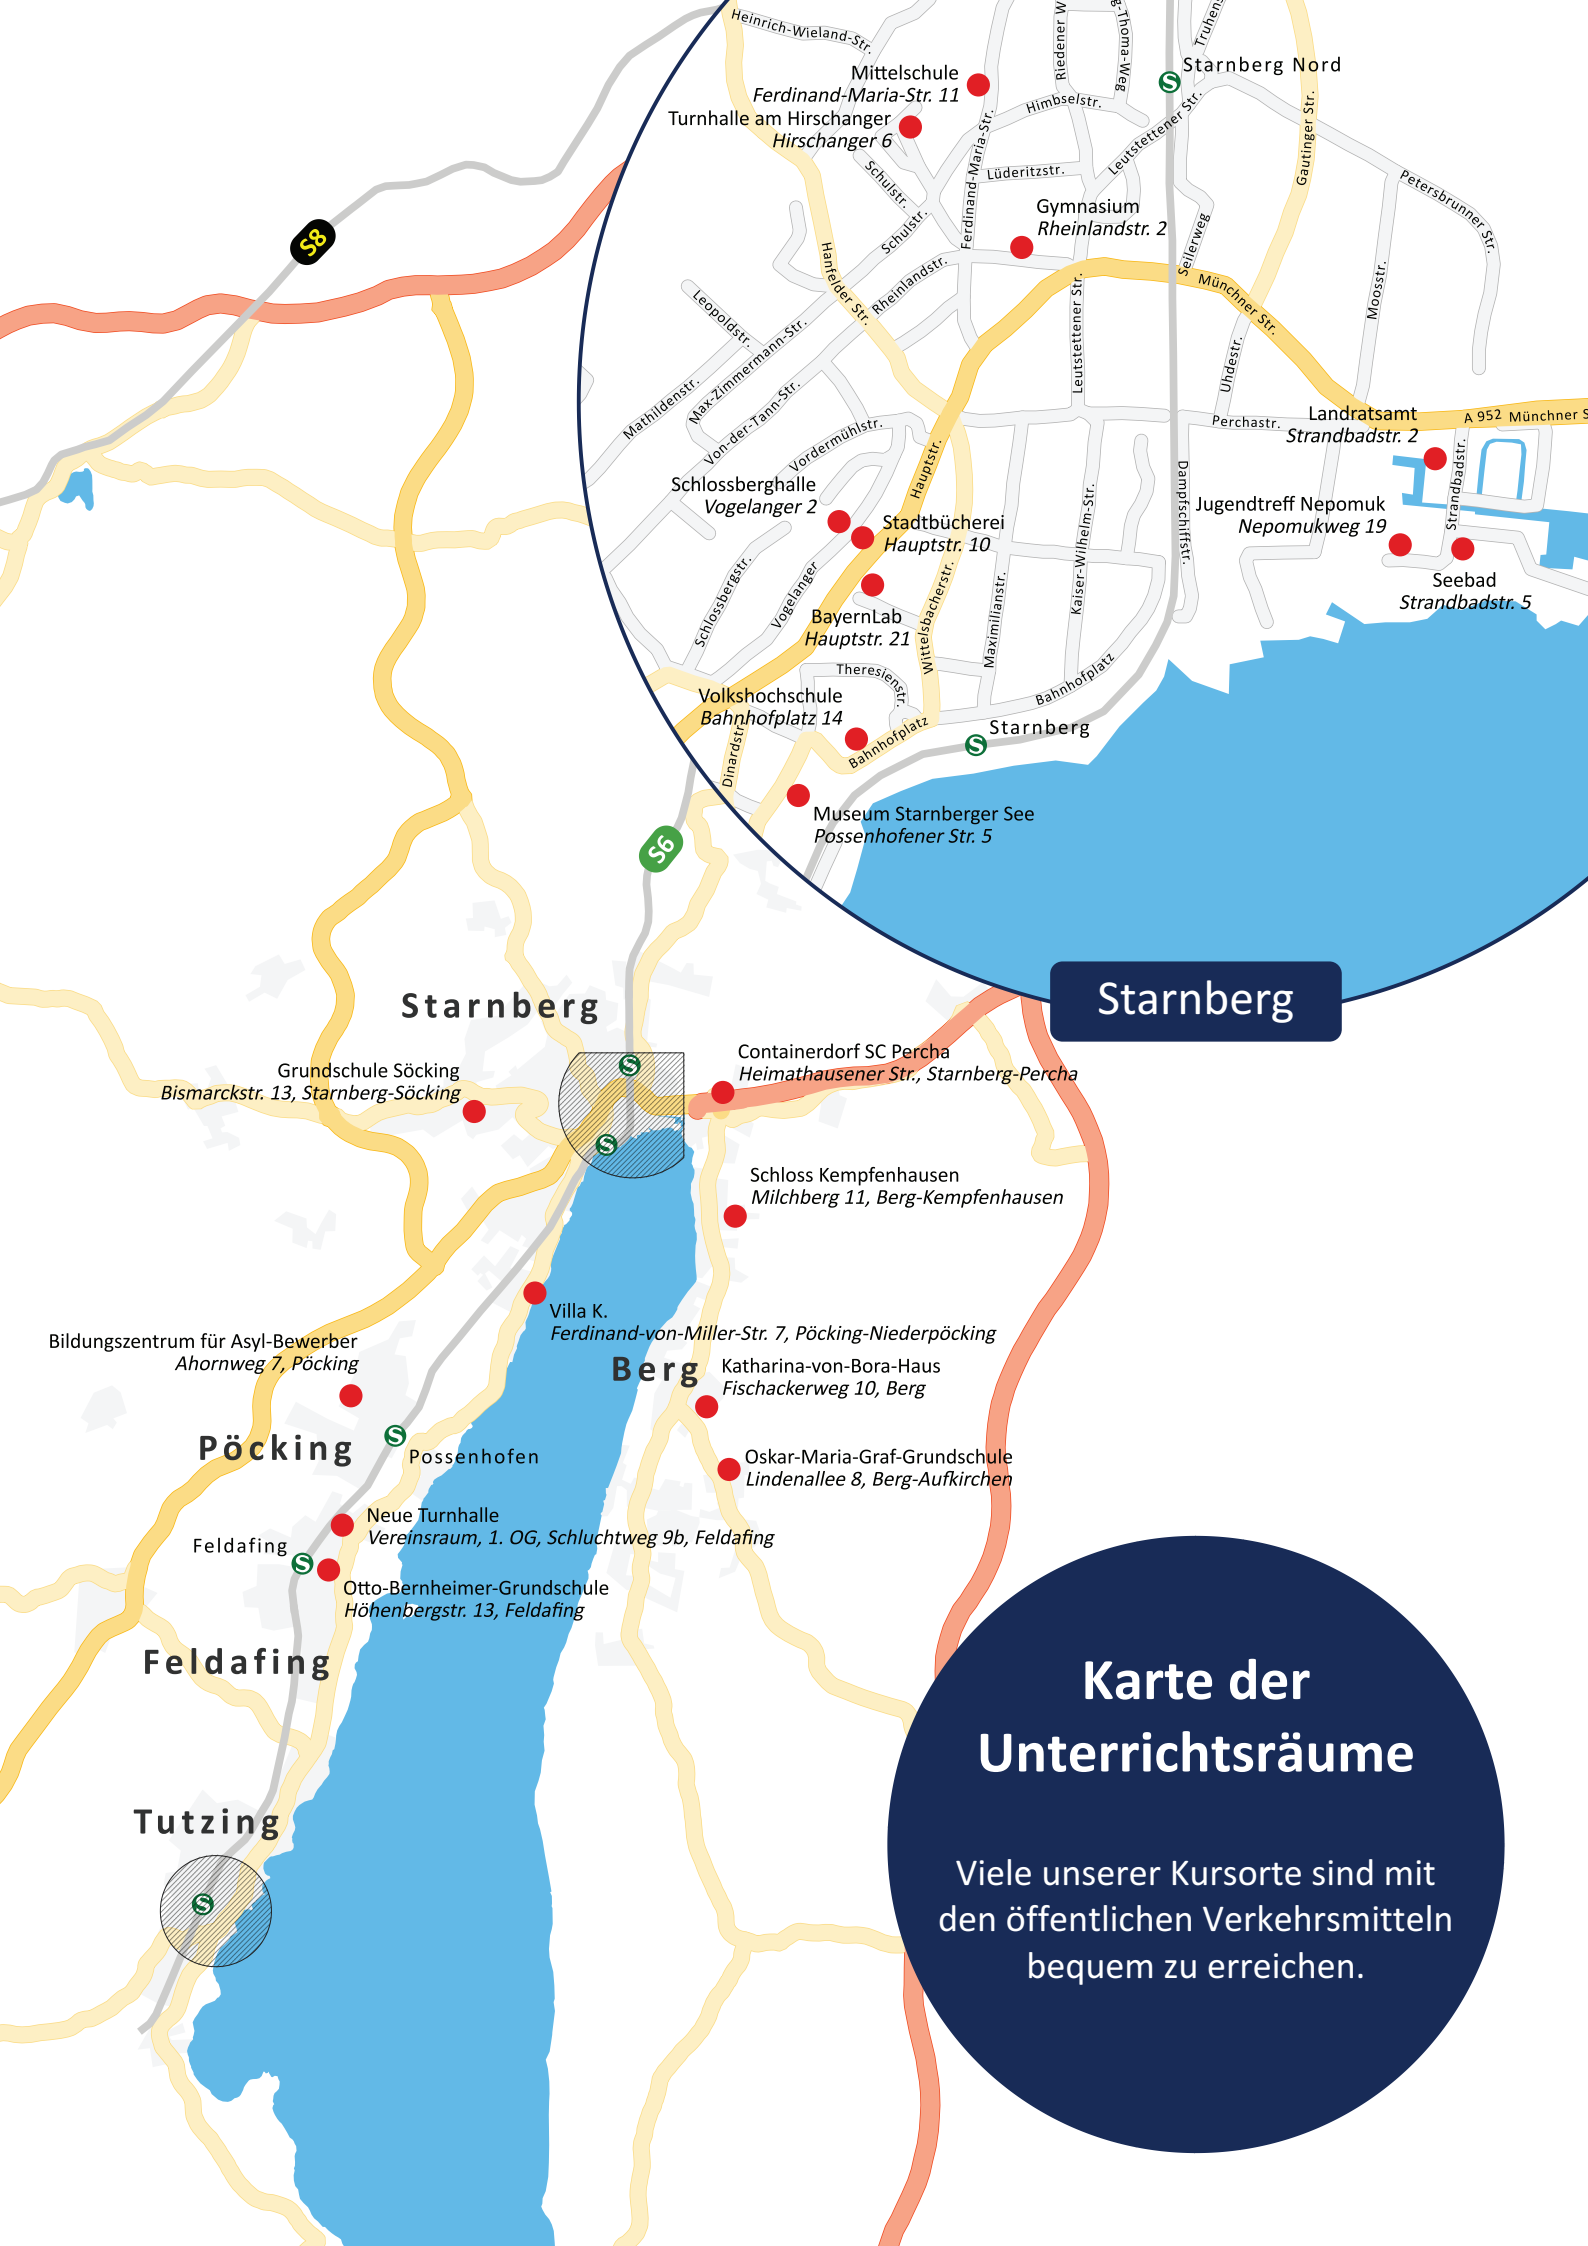 Heinrich-Wieland-Str.
Riedener W
g-Thoma-Weg
Truhens
Starnberg Nord
S
Mittelschule
Ferdinand-Maria-Str. 11
Turnhalle am Hirschanger
Hirschanger 6
Himbselstr.
Leutstettener Str.
Gautinger Str.
Ferdinand-Maria-Str.
Lüderitzstr.
Schulstr.
Schulstr.
Petersbrunner Str.
Gymnasium
Rheinlandstr. 2
Seilerweg
S8
Hanfelder Str.
Rheinlandstr.
Münchner Str.
Moosstr.
Leopoldstr.
Max-Zimmermann-Str.
Leutstettener Str.
Uhdestr.
Mathildenstr.
Von-der-Tann-Str.
Vordermühlstr.
Hauptstr.
Perchastr.
Landratsamt
Strandbadstr. 2
A 952 Münchner S
Strandbadstr.
Dampfschiffstr.
Schlossberghalle
Vogelanger 2
Stadtbücherei
Hauptstr. 10
Jugendtreff Nepomuk
Nepomukweg 19
Kaiser-Wilhelm-Str.
Schlossbergstr.
Vogelanger
Wittelsbacherstr.
Maximilianstr.
Seebad
Strandbadstr. 5
BayernLab
Hauptstr. 21
Theresienstr.
Bahnhofplatz
Volkshochschule
Bahnhofplatz 14
Dinardstr.
Bahnhofplatz
S
Starnberg
Museum Starnberger See
Possenhofener Str. 5
S6
Starnberg
Starnberg
Containerdorf SC Percha
Heimathausener Str., Starnberg-Percha
S
Grundschule Söcking
Bismarckstr. 13, Starnberg-Söcking
S
Schloss Kempfenhausen
Milchberg 11, Berg-Kempfenhausen
Villa K.
Ferdinand-von-Miller-Str. 7, Pöcking-Niederpöcking
Bildungszentrum für Asyl-Bewerber
Ahornweg 7, Pöcking
Berg
Katharina-von-Bora-Haus
Fischackerweg 10, Berg
Pöcking
S
Possenhofen
Oskar-Maria-Graf-Grundschule
Lindenallee 8, Berg-Aufkirchen
Neue Turnhalle
Vereinsraum, 1. OG, Schluchtweg 9b, Feldafing
Feldafing
S
Otto-Bernheimer-Grundschule
Höhenbergstr. 13, Feldafing
Feldafing
Tutzing
S
Karte der
Unterrichtsräume
Viele unserer Kursorte sind mit
den öffentlichen Verkehrsmitteln
bequem zu erreichen.